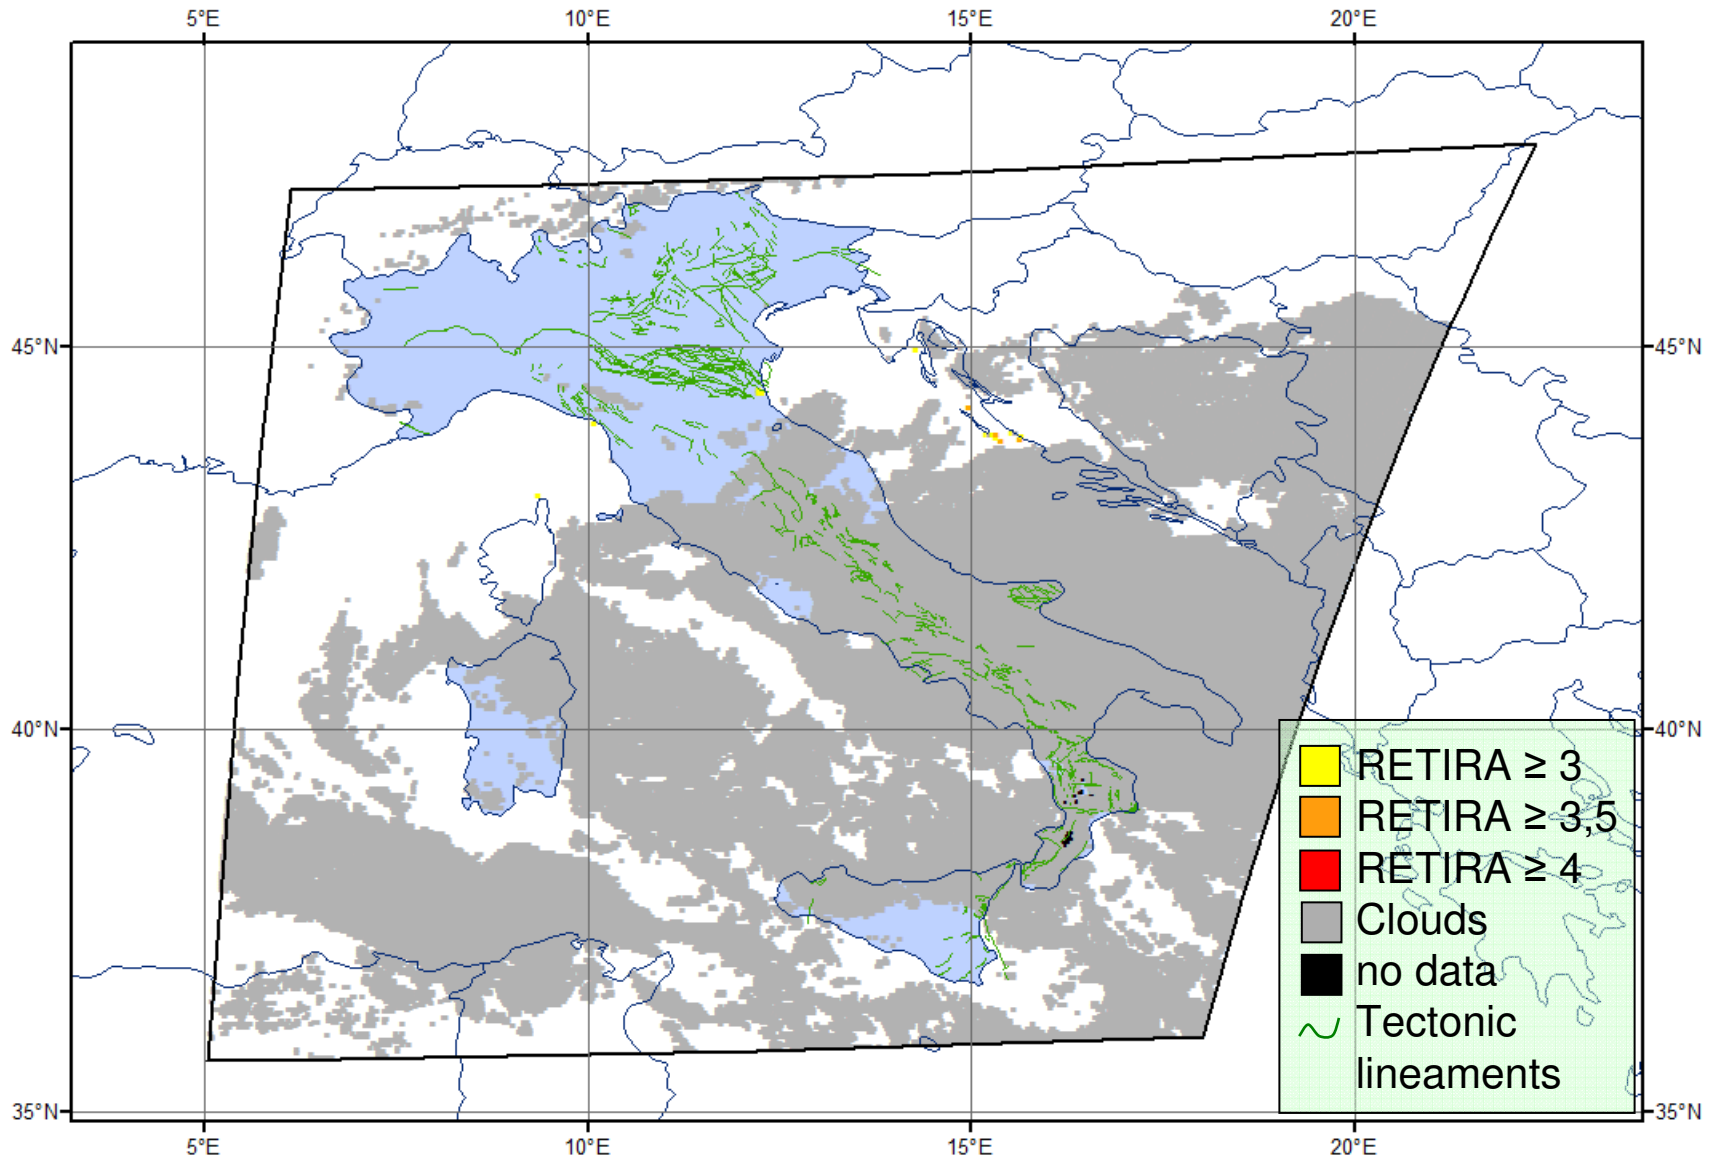 5°E 10°E 15°E 20°E
45°N 45°N
40°N 40°N
RETIRA ≥ 3
RETIRA ≥ 3,5
RETIRA ≥ 4
Clouds
no data
Tectonic
lineaments
35°N 35°N
5°E 10°E 15°E 20°E